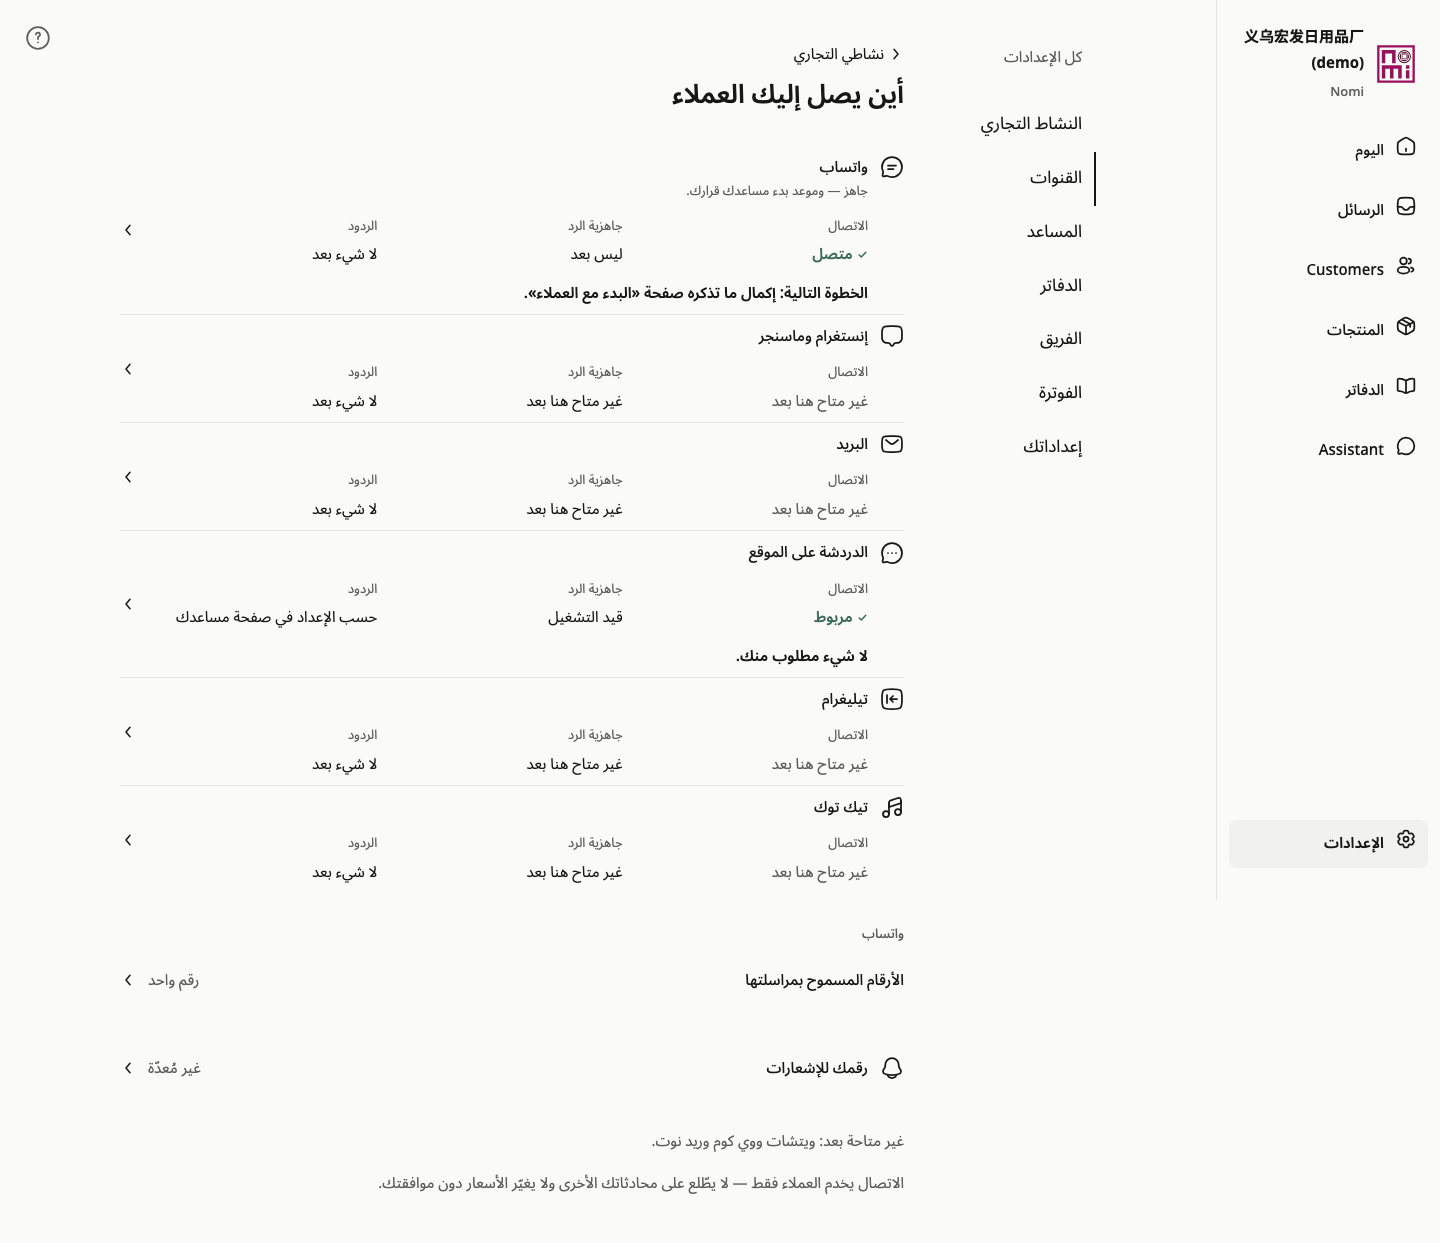 义乌宏发日用品厂
(demo)
Nomi
اليوم
الرسائل
Customers
المنتجات
الدفاتر
Assistant
الإعدادات
كل الإعدادات
النشاط التجاري
القنوات
المساعد
الدفاتر
الفريق
الفوترة
إعداداتك
نشاطي التجاري
أين يصل إليك العملاء
واتساب
جاهز — وموعد بدء مساعدك قرارك.
الاتصال جاهزية الرد الردود
متصل ليس بعد لا شيء بعد
الخطوة التالية: إكمال ما تذكره صفحة «البدء مع العملاء».
إنستغرام وماسنجر
الاتصال جاهزية الرد الردود
غير متاح هنا بعد غير متاح هنا بعد لا شيء بعد
البريد
الاتصال جاهزية الرد الردود
غير متاح هنا بعد غير متاح هنا بعد لا شيء بعد
الدردشة على الموقع
الاتصال جاهزية الرد الردود
مربوط قيد التشغيل حسب الإعداد في صفحة مساعدك
لا شيء مطلوب منك.
تيليغرام
الاتصال جاهزية الرد الردود
غير متاح هنا بعد غير متاح هنا بعد لا شيء بعد
تيك توك
الاتصال جاهزية الرد الردود
غير متاح هنا بعد غير متاح هنا بعد لا شيء بعد
واتساب
الأرقام المسموح بمراسلتها رقم واحد
رقمك للإشعارات غير مُعدّة
غير متاحة بعد: ويتشات ووي كوم وريد نوت.
الاتصال يخدم العملاء فقط — لا يطّلع على محادثاتك الأخرى ولا يغيّر الأسعار دون موافقتك.